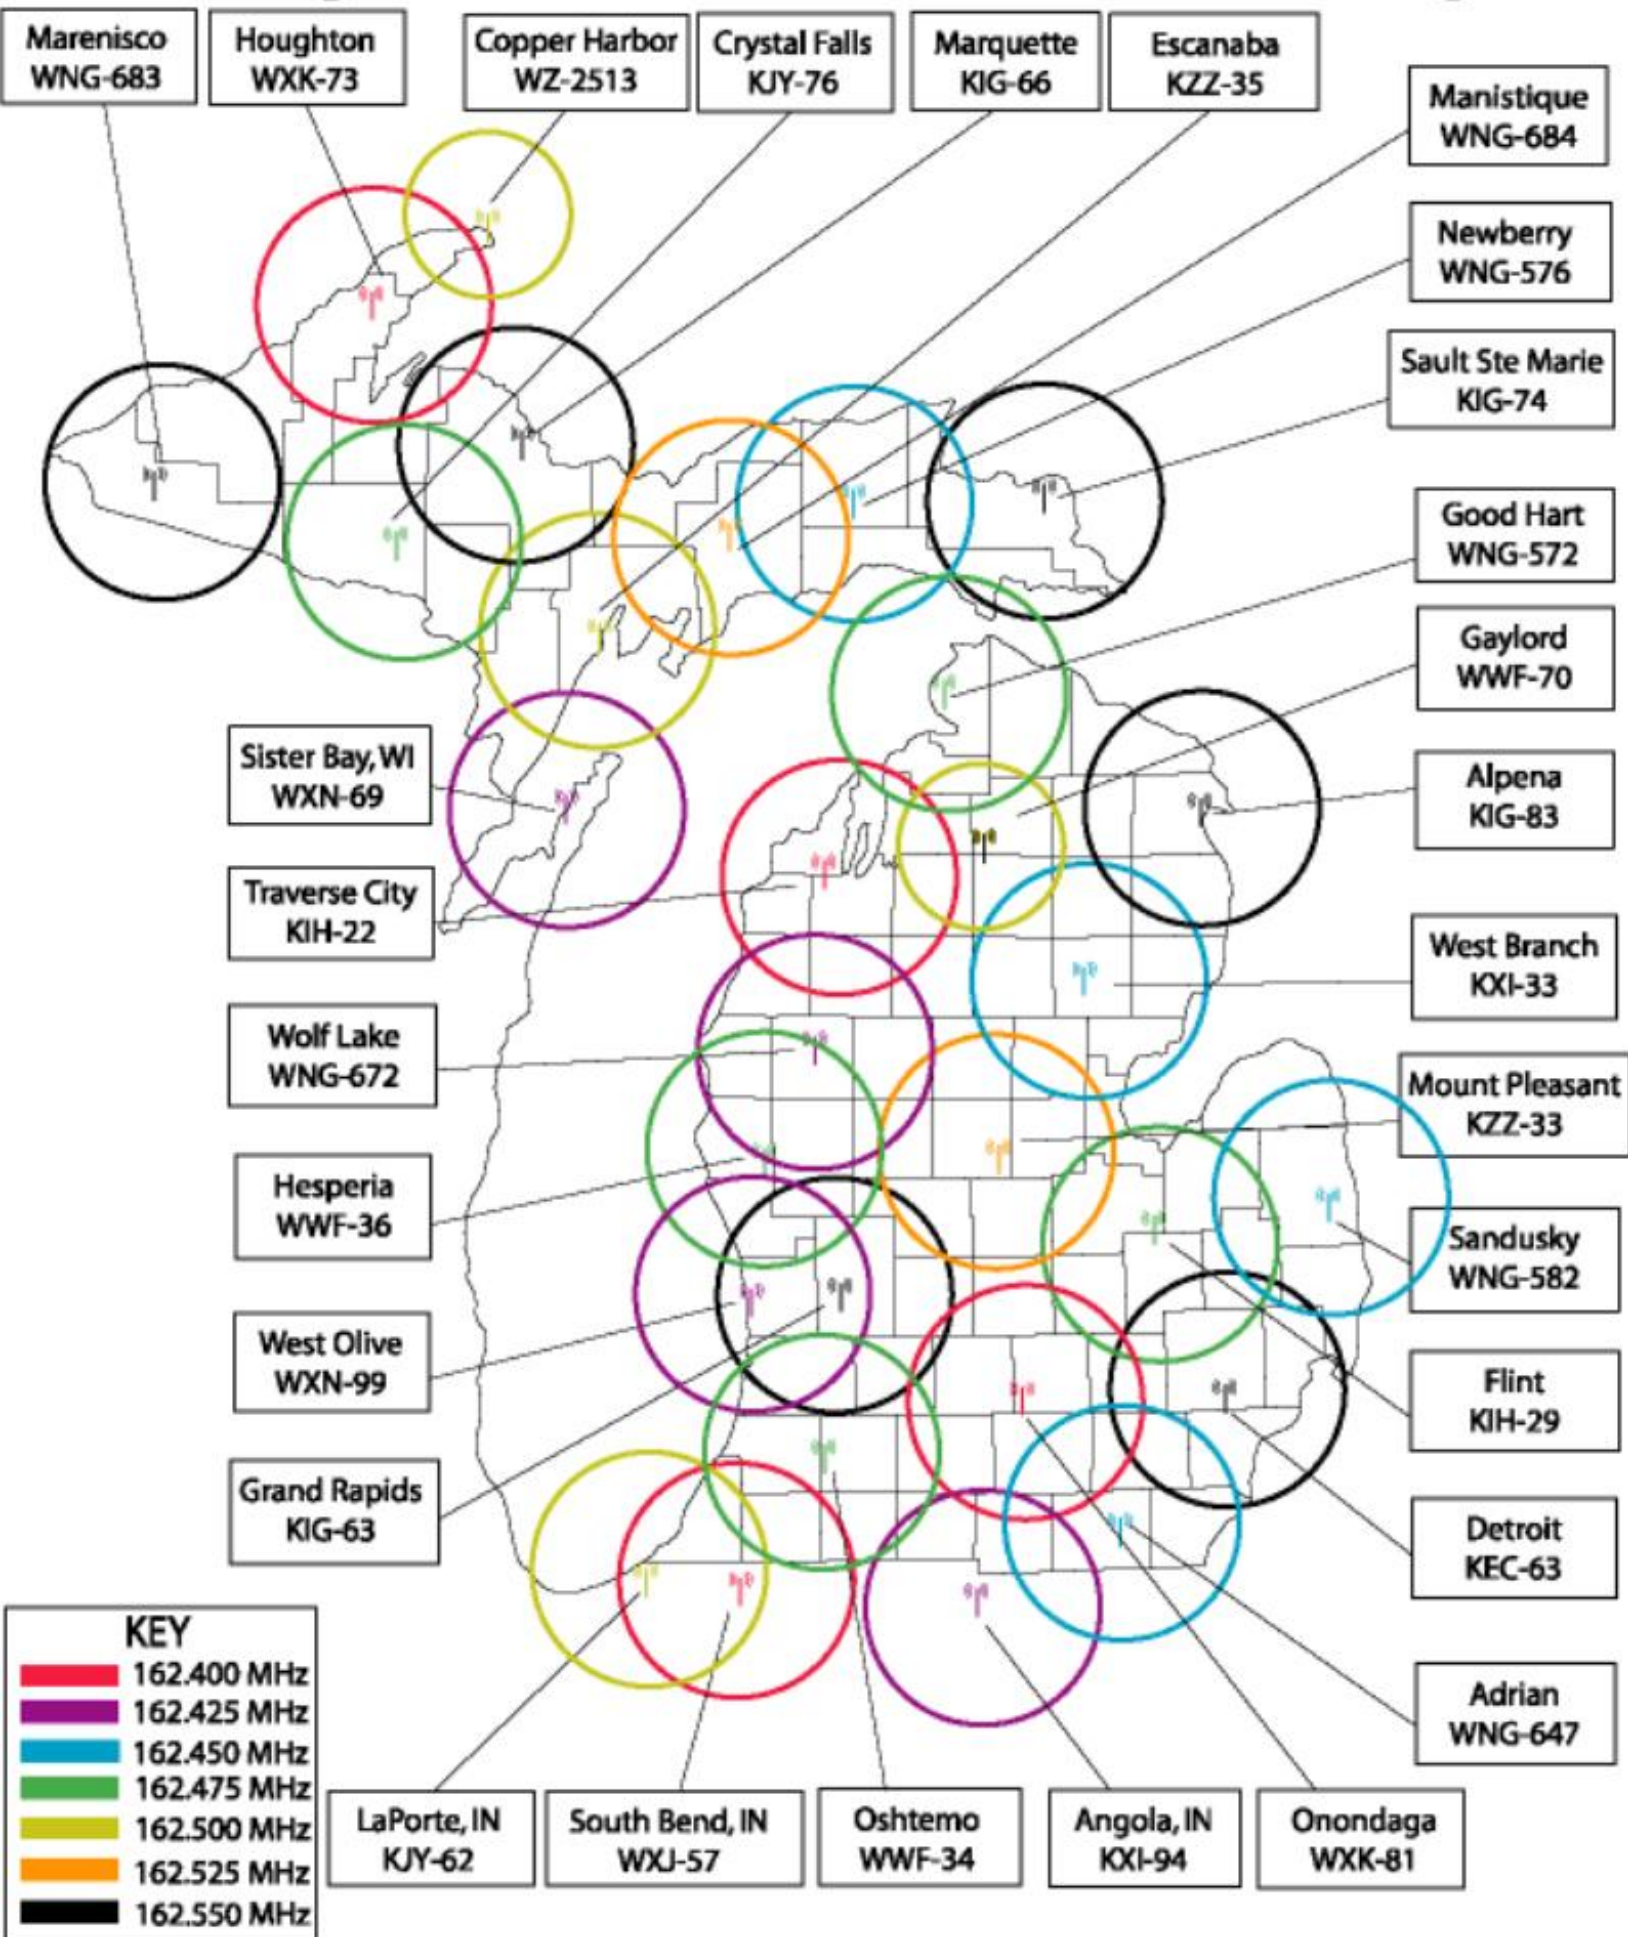 Marenisco
WNG-683
Houghton
WXK-73
Copper Harbor
WZ-2513
Crystal Falls
KJY-76
Marquette
KIG-66
Escanaba
KZZ-35
Manistique
WNG-684
Newberry
WNG-576
Sault Ste Marie
KIG-74
Good Hart
WNG-572
Gaylord
WWF-70
Sister Bay, WI
WXN-69
Alpena
KIG-83
Traverse City
KIH-22
West Branch
KXI-33
Wolf Lake
WNG-672
Mount Pleasant
KZZ-33
Hesperia
WWF-36
Sandusky
WNG-582
West Olive
WXN-99
Flint
KIH-29
Grand Rapids
KIG-63
Detroit
KEC-63
Adrian
WNG-647
KEY
162.400 MHz
162.425 MHz
162.450 MHz
162.475 MHz
162.500 MHz
162.525 MHz
162.550 MHz
LaPorte, IN
KJY-62
South Bend, IN
WXJ-57
Oshtemo
WWF-34
Angola, IN
KXI-94
Onondaga
WXK-81